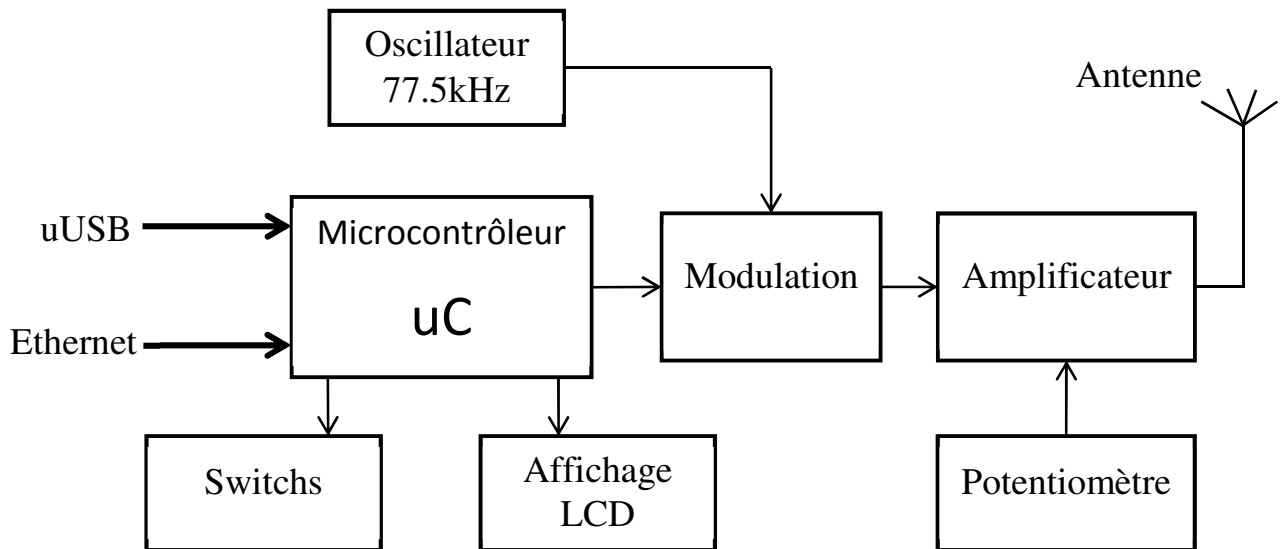 Oscillateur
77.5kHz
Antenne
uUSB
Microcontrôleur
uC
Modulation
Amplificateur
Ethernet
Switchs
Affichage
LCD
Potentiomètre